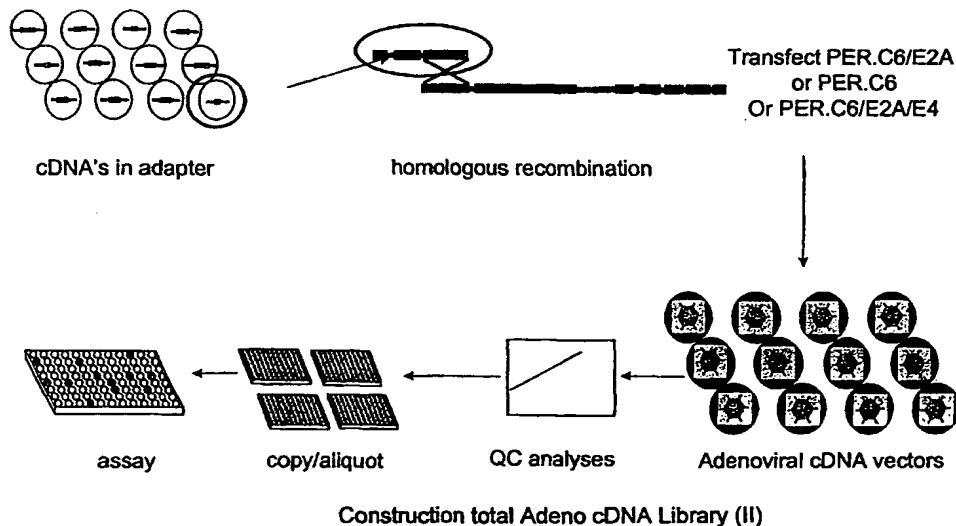 Transfect PER.C6/E2A
or PER.C6
Or PER.C6/E2A/E4
cDNA's in adapter
homologous recombination
assay
copy/aliquot
QC analyses
Adenoviral cDNA vectors
Construction total Adeno cDNA Library (II)